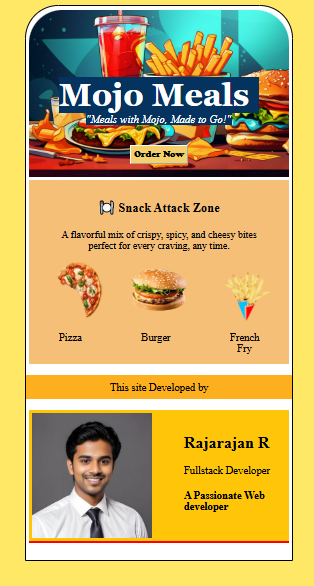 Mojo Meals
"Meals with Mojo, Made to Go!"
Order Now
🍽️ Snack Attack Zone
A flavorful mix of crispy, spicy, and cheesy bites
perfect for every craving, any time.
Pizza
Burger
French
Fry
This site Developed by
Rajarajan R
Fullstack Developer
A Passionate Web
developer